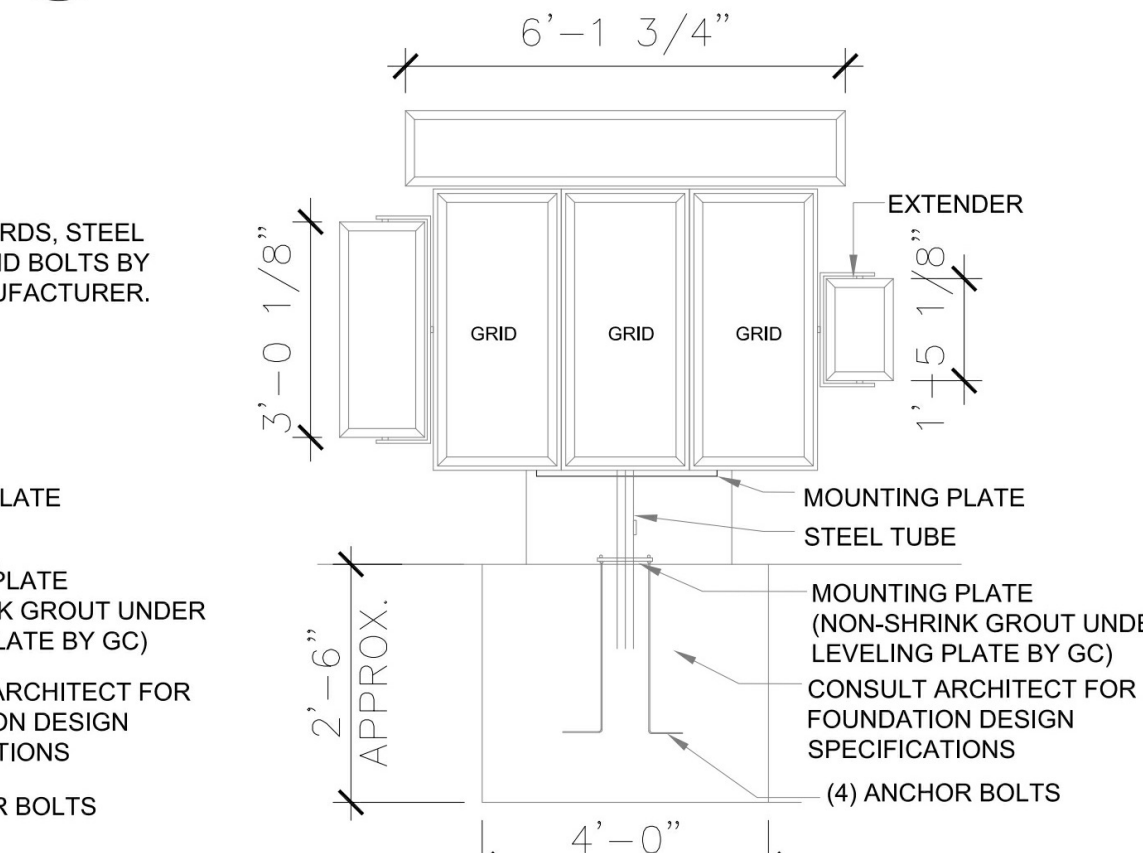 6'-1 3/4"
RDS, STEEL
ND BOLTS BY
UFACTURER.
3'-0 1/8"
GRID
GRID
GRID
EXTENDER
1'-5 1/8"
LATE
PLATE
K GROUT UNDER
LATE BY GC)
ARCHITECT FOR
ON DESIGN
TIONS
R BOLTS
MOUNTING PLATE
STEEL TUBE
MOUNTING PLATE
(NON-SHRINK GROUT UNDE
LEVELING PLATE BY GC)
CONSULT ARCHITECT FOR
FOUNDATION DESIGN
SPECIFICATIONS
(4) ANCHOR BOLTS
2'-6"
APPROX.
4'-0"